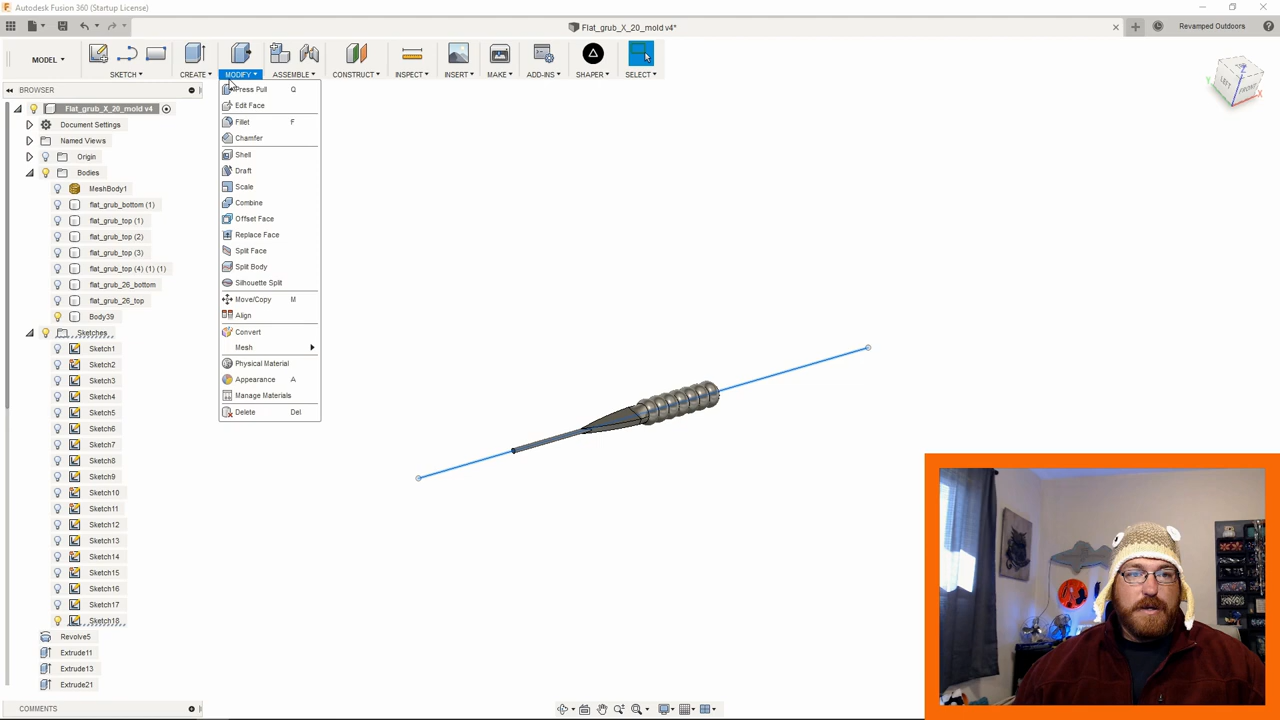 Autodesk Fusion 360 (Startup License)
Flat_grub_X_20_mold v4*
Revamped Outdoors
MODEL
SKETCH
CREATE
MODIFY
ASSEMBLE
CONSTRUCT
INSPECT
INSERT
MAKE
ADD-INS
SHAPER
SELECT
BROWSER
Flat_grub_X_20_mold v4
Document Settings
Named Views
Origin
Bodies
MeshBody1
flat_grub_bottom (1)
flat_grub_top (1)
flat_grub_top (2)
flat_grub_top (3)
flat_grub_top (4) (1) (1)
flat_grub_26_bottom
flat_grub_26_top
Body39
Sketches
Sketch1
Sketch2
Sketch3
Sketch4
Sketch5
Sketch6
Sketch7
Sketch8
Sketch9
Sketch10
Sketch11
Sketch12
Sketch13
Sketch14
Sketch15
Sketch16
Sketch17
Sketch18
Revolve5
Extrude11
Extrude13
Extrude21
COMMENTS
Press Pull Q
Edit Face
Fillet F
Chamfer
Shell
Draft
Scale
Combine
Offset Face
Replace Face
Split Face
Split Body
Silhouette Split
Move/Copy M
Align
Convert
Mesh
Physical Material
Appearance A
Manage Materials
Delete Del
LEFT
FRONT
Z
Y
X